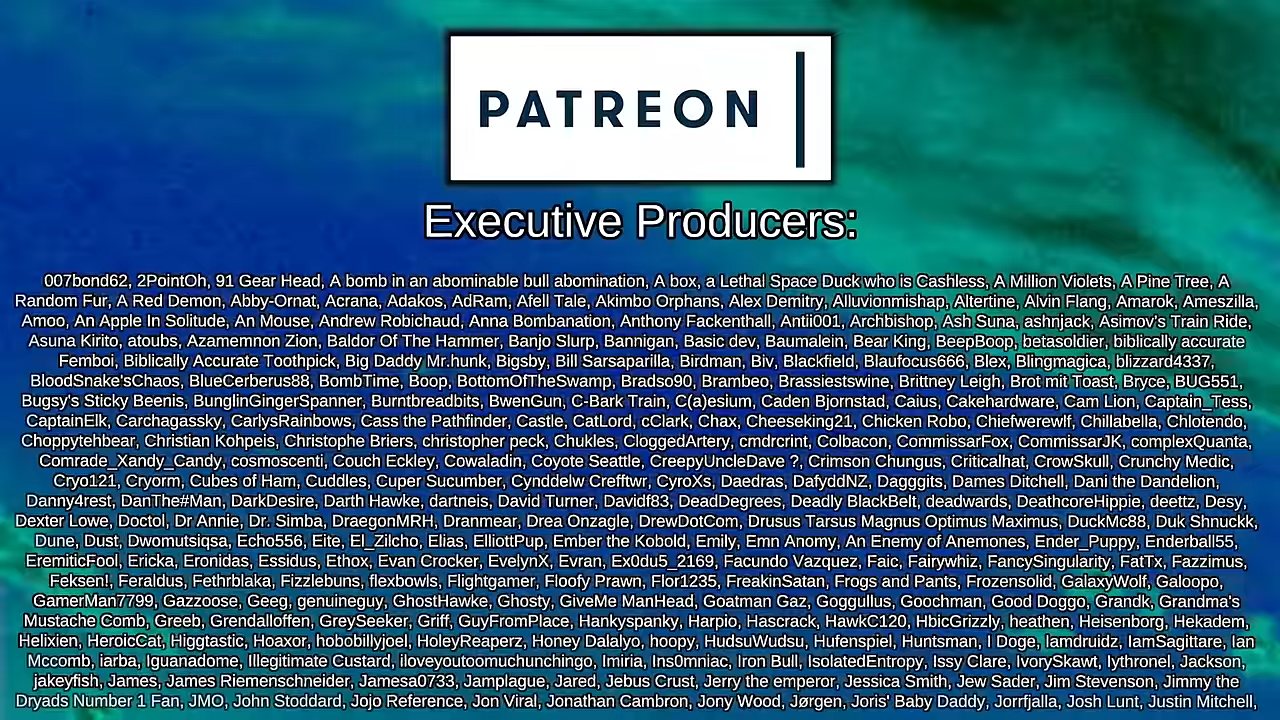 PATREON
Executive Producers:
007bond62, 2PointOh, 91 Gear Head, A bomb in an abominable bull abomination, A box, a Lethal Space Duck who is Cashless, A Million Violets, A Pine Tree, A
Random Fur, A Red Demon, Abby-Ornat, Acrana, Adakos, AdRam, Afell Tale, Akimbo Orphans, Alex Demitry, Alluvionmishap, Altertine, Alvin Flang, Amarok, Ameszilla,
Amoo, An Apple In Solitude, An Mouse, Andrew Robichaud, Anna Bombanation, Anthony Fackenthall, Antii001, Archbishop, Ash Suna, ashnjack, Asimov's Train Ride,
Asuna Kirito, atoubs, Azamemnon Zion, Baldor Of The Hammer, Banjo Slurp, Bannigan, Basic dev, Baumalein, Bear King, BeepBoop, betasoldier, biblically accurate
Femboi, Biblically Accurate Toothpick, Big Daddy Mr.hunk, Bigsby, Bill Sarsaparilla, Birdman, Biv, Blackfield, Blaufocus666, Blex, Blingmagica, blizzard4337,
BloodSnake'sChaos, BlueCerberus88, BombTime, Boop, BottomOfTheSwamp, Bradso90, Brambeo, Brassiestswine, Brittney Leigh, Brot mit Toast, Bryce, BUG551,
Bugsy's Sticky Beenis, BunglinGingerSpanner, Burntbreadbits, BwenGun, C-Bark Train, C(a)esium, Caden Bjornstad, Caius, Cakehardware, Cam Lion, Captain_Tess,
CaptainElk, Carchagassky, CarlysRainbows, Cass the Pathfinder, Castle, CatLord, cClark, Chax, Cheeseking21, Chicken Robo, Chiefwerewlf, Chillabella, Chlotendo,
Choppytehbear, Christian Kohpeis, Christophe Briers, christopher peck, Chukles, CloggedArtery, cmdrcrint, Colbacon, CommissarFox, CommissarJK, complexQuanta,
Comrade_Xandy_Candy, cosmoscenti, Couch Eckley, Cowaladin, Coyote Seattle, CreepyUncleDave ?, Crimson Chungus, Criticalhat, CrowSkull, Crunchy Medic,
Cryo121, Cryorm, Cubes of Ham, Cuddles, Cuper Sucumber, Cynddelw Crefftwr, CyroXs, Daedras, DafyddNZ, Dagggits, Dames Ditchell, Dani the Dandelion,
Danny4rest, DanThe#Man, DarkDesire, Darth Hawke, dartneis, David Turner, Davidf83, DeadDegrees, Deadly BlackBelt, deadwards, DeathcoreHippie, deettz, Desy,
Dexter Lowe, Doctol, Dr Annie, Dr. Simba, DraegonMRH, Dranmear, Drea Onzagle, DrewDotCom, Drusus Tarsus Magnus Optimus Maximus, DuckMc88, Duk Shnuckk,
Dune, Dust, Dwomutsiqsa, Echo556, Eite, El_Zilcho, Elias, ElliottPup, Ember the Kobold, Emily, Emn Anomy, An Enemy of Anemones, Ender_Puppy, Enderball55,
EremiticFool, Ericka, Eronidas, Essidus, Ethox, Evan Crocker, EvelynX, Evran, Ex0du5_2169, Facundo Vazquez, Faic, Fairywhiz, FancySingularity, FatTx, Fazzimus,
Feksen!, Feraldus, Fethrblaka, Fizzlebuns, flexbowls, Flightgamer, Floofy Prawn, Flor1235, FreakinSatan, Frogs and Pants, Frozensolid, GalaxyWolf, Galoopo,
GamerMan7799, Gazzoose, Geeg, genuineguy, GhostHawke, Ghosty, GiveMe ManHead, Goatman Gaz, Goggullus, Goochman, Good Doggo, Grandk, Grandma's
Mustache Comb, Greeb, Grendalloffen, GreySeeker, Griff, GuyFromPlace, Hankyspanky, Harpio, Hascrack, HawkC120, HbicGrizzly, heathen, Heisenborg, Hekadem,
Helixien, HeroicCat, Higgtastic, Hoaxor, hobobillyjoel, HoleyReaperz, Honey Dalalyo, hoopy, HudsuWudsu, Hufenspiel, Huntsman, I Doge, Iamdruidz, IamSagittare, Ian
Mccomb, iarba, Iguanadome, Illegitimate Custard, iloveyoutoomuchunchingo, Imiria, Ins0mniac, Iron Bull, IsolatedEntropy, Issy Clare, IvorySkawt, Iythronel, Jackson,
jakeyfish, James, James Riemenschneider, Jamesa0733, Jamplague, Jared, Jebus Crust, Jerry the emperor, Jessica Smith, Jew Sader, Jim Stevenson, Jimmy the
Dryads Number 1 Fan, JMO, John Stoddard, Jojo Reference, Jon Viral, Jonathan Cambron, Jony Wood, Jørgen, Joris' Baby Daddy, Jorrfjalla, Josh Lunt, Justin Mitchell,